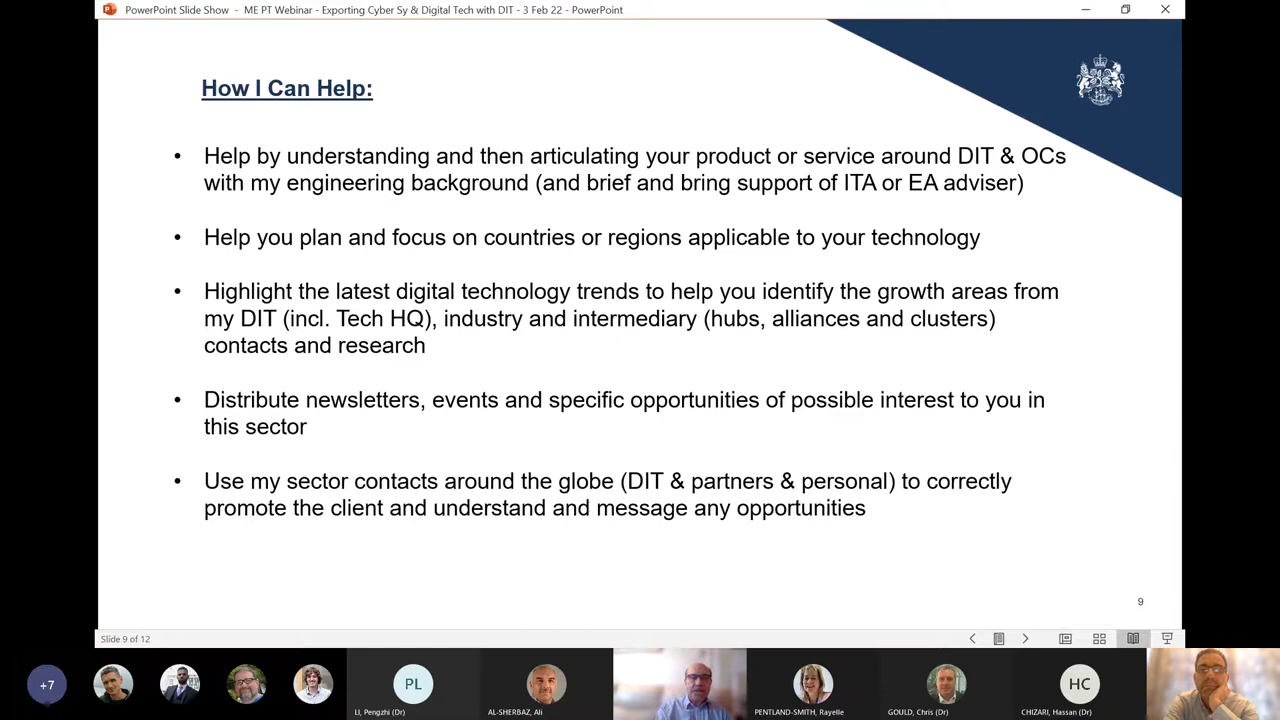 PowerPoint Slide Show - ME PT Webinar - Exporting Cyber Sy & Digital Tech with DIT - 3 Feb 22 - PowerPoint
How I Can Help:
• Help by understanding and then articulating your product or service around DIT & OCs
with my engineering background (and brief and bring support of ITA or EA adviser)
• Help you plan and focus on countries or regions applicable to your technology
• Highlight the latest digital technology trends to help you identify the growth areas from
my DIT (incl. Tech HQ), industry and intermediary (hubs, alliances and clusters)
contacts and research
• Distribute newsletters, events and specific opportunities of possible interest to you in
this sector
• Use my sector contacts around the globe (DIT & partners & personal) to correctly
promote the client and understand and message any opportunities
9
Slide 9 of 12
+7
PL
HC
LI, Pengzhi (Dr)
AL-SHERBAZ, Ali
PENTLAND-SMITH, Rayelle
GOULD, Chris (Dr)
CHIZARI, Hassan (Dr)